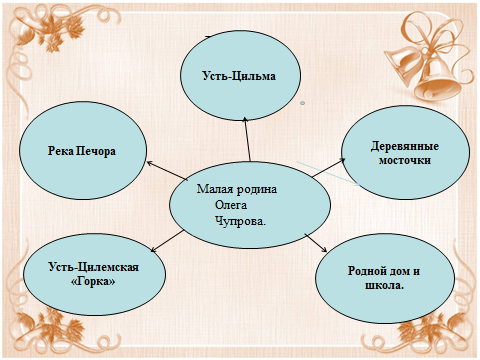 Усть-Цильма
Река Печора
Деревянные
мосточки
Малая родина
Олега
Чупрова.
Усть-Цилемская
«Горка»
Родной дом и
школа.